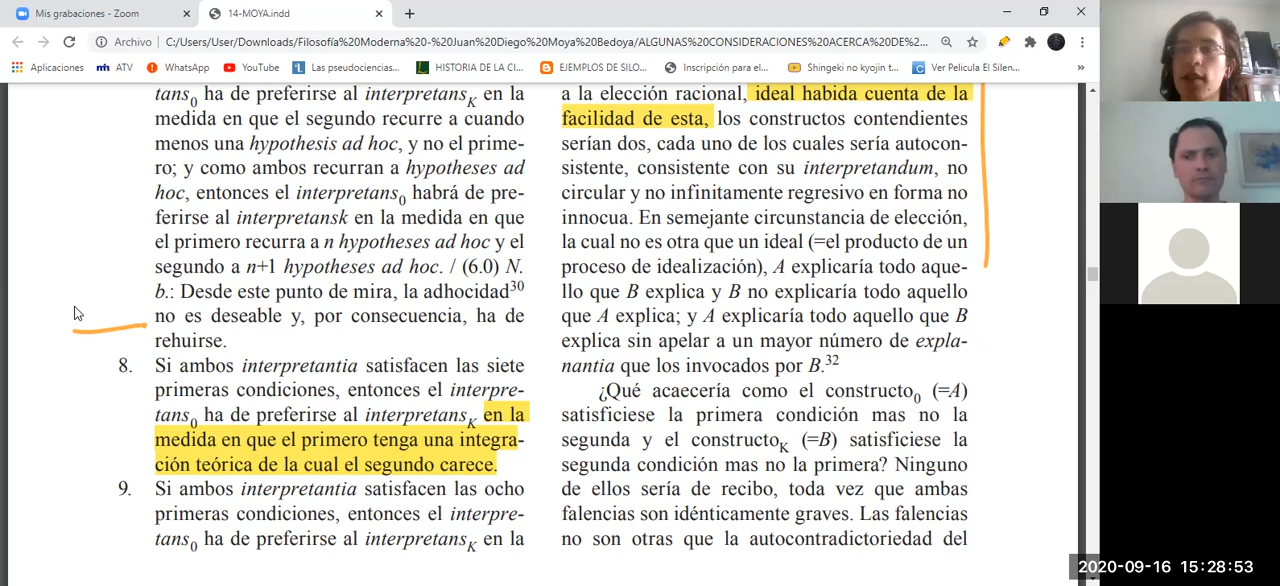 Mis grabaciones - Zoom
14-MOYA.indd
Archivo
C:/Users/User/Downloads/Filosofía%20Moderna%20-%20Juan%20Diego%20Moya%20Bedoya/ALGUNAS%20CONSIDERACIONES%20ACERCA%20DE%...
Aplicaciones
mh ATV
WhatsApp
YouTube
Las pseudociencias...
HISTORIA DE LA CI...
EJEMPLOS DE SILO...
Inscripción para el...
Shingeki no kyojin t...
Ver Pelicula El Silen...
»
tans0 ha de preferirse al interpretansK en la
medida en que el segundo recurre a cuando
menos una hypothesis ad hoc, y no el prime-
ro; y como ambos recurran a hypotheses ad
hoc, entonces el interpretans0 habrá de pre-
ferirse al interpretansk en la medida en que
el primero recurra a n hypotheses ad hoc y el
segundo a n+1 hypotheses ad hoc. / (6.0) N.
b.: Desde este punto de mira, la adhocidad30
no es deseable y, por consecuencia, ha de
rehuirse.
8. Si ambos interpretantia satisfacen las siete
primeras condiciones, entonces el interpre-
tans0 ha de preferirse al interpretansK en la
medida en que el primero tenga una integra-
ción teórica de la cual el segundo carece.
9. Si ambos interpretantia satisfacen las ocho
primeras condiciones, entonces el interpre-
tans0 ha de preferirse al interpretansK en la
a la elección racional, ideal habida cuenta de la
facilidad de esta, los constructos contendientes
serían dos, cada uno de los cuales sería autocon-
sistente, consistente con su interpretandum, no
circular y no infinitamente regresivo en forma no
innocua. En semejante circunstancia de elección,
la cual no es otra que un ideal (=el producto de un
proceso de idealización), A explicaría todo aque-
llo que B explica y B no explicaría todo aquello
que A explica; y A explicaría todo aquello que B
explica sin apelar a un mayor número de expla-
nantia que los invocados por B.32
¿Qué acaecería como el constructo0 (=A)
satisficiese la primera condición mas no la
segunda y el constructoK (=B) satisficiese la
segunda condición mas no la primera? Ninguno
de ellos sería de recibo, toda vez que ambas
falencias son idénticamente graves. Las falencias
no son otras que la autocontradictoriedad del
2020-09-16 15:28:53